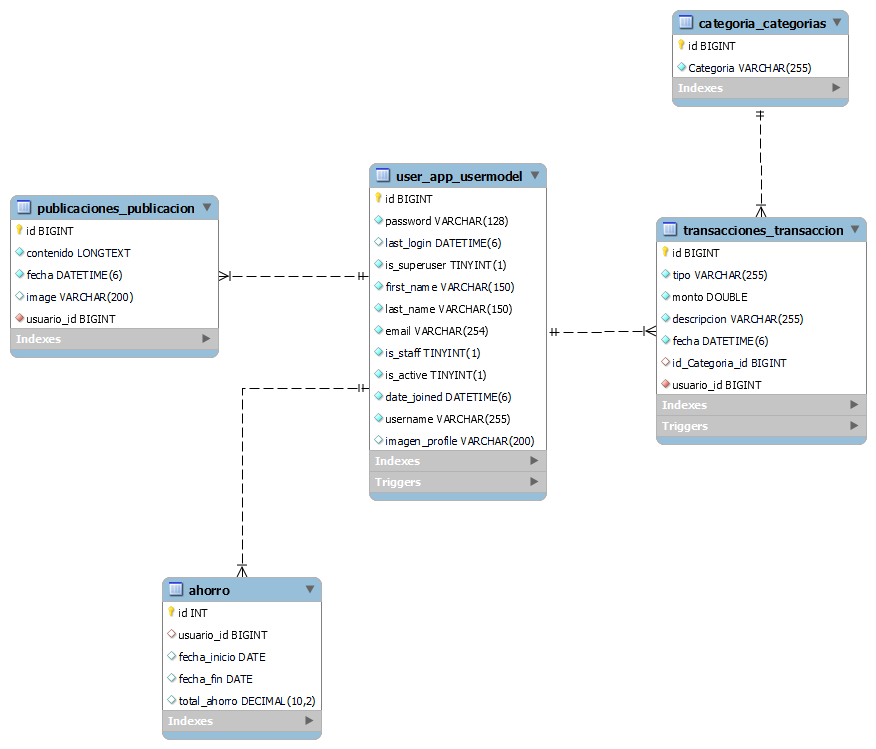 categoria_categorias
id BIGINT
Categoria VARCHAR(255)
Indexes
publicaciones_publicacion
id BIGINT
contenido LONGTEXT
fecha DATETIME(6)
image VARCHAR(200)
usuario_id BIGINT
Indexes
user_app_usermodel
id BIGINT
password VARCHAR(128)
last_login DATETIME(6)
is_superuser TINYINT(1)
first_name VARCHAR(150)
last_name VARCHAR(150)
email VARCHAR(254)
is_staff TINYINT(1)
is_active TINYINT(1)
date_joined DATETIME(6)
username VARCHAR(255)
imagen_profile VARCHAR(200)
Indexes
Triggers
transacciones_transaccion
id BIGINT
tipo VARCHAR(255)
monto DOUBLE
descripcion VARCHAR(255)
fecha DATETIME(6)
id_Categoria_id BIGINT
usuario_id BIGINT
Indexes
Triggers
ahorro
id INT
usuario_id BIGINT
fecha_inicio DATE
fecha_fin DATE
total_ahorro DECIMAL(10,2)
Indexes